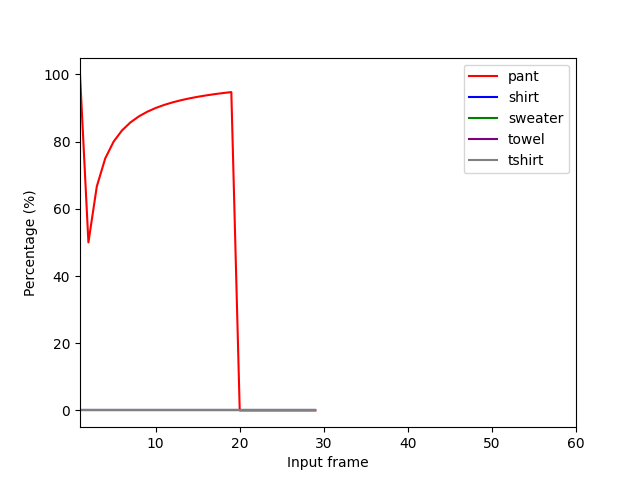 100
80
60
40
20
0
Percentage (%)
pant
shirt
sweater
towel
tshirt
10 20 30 40 50 60
Input frame